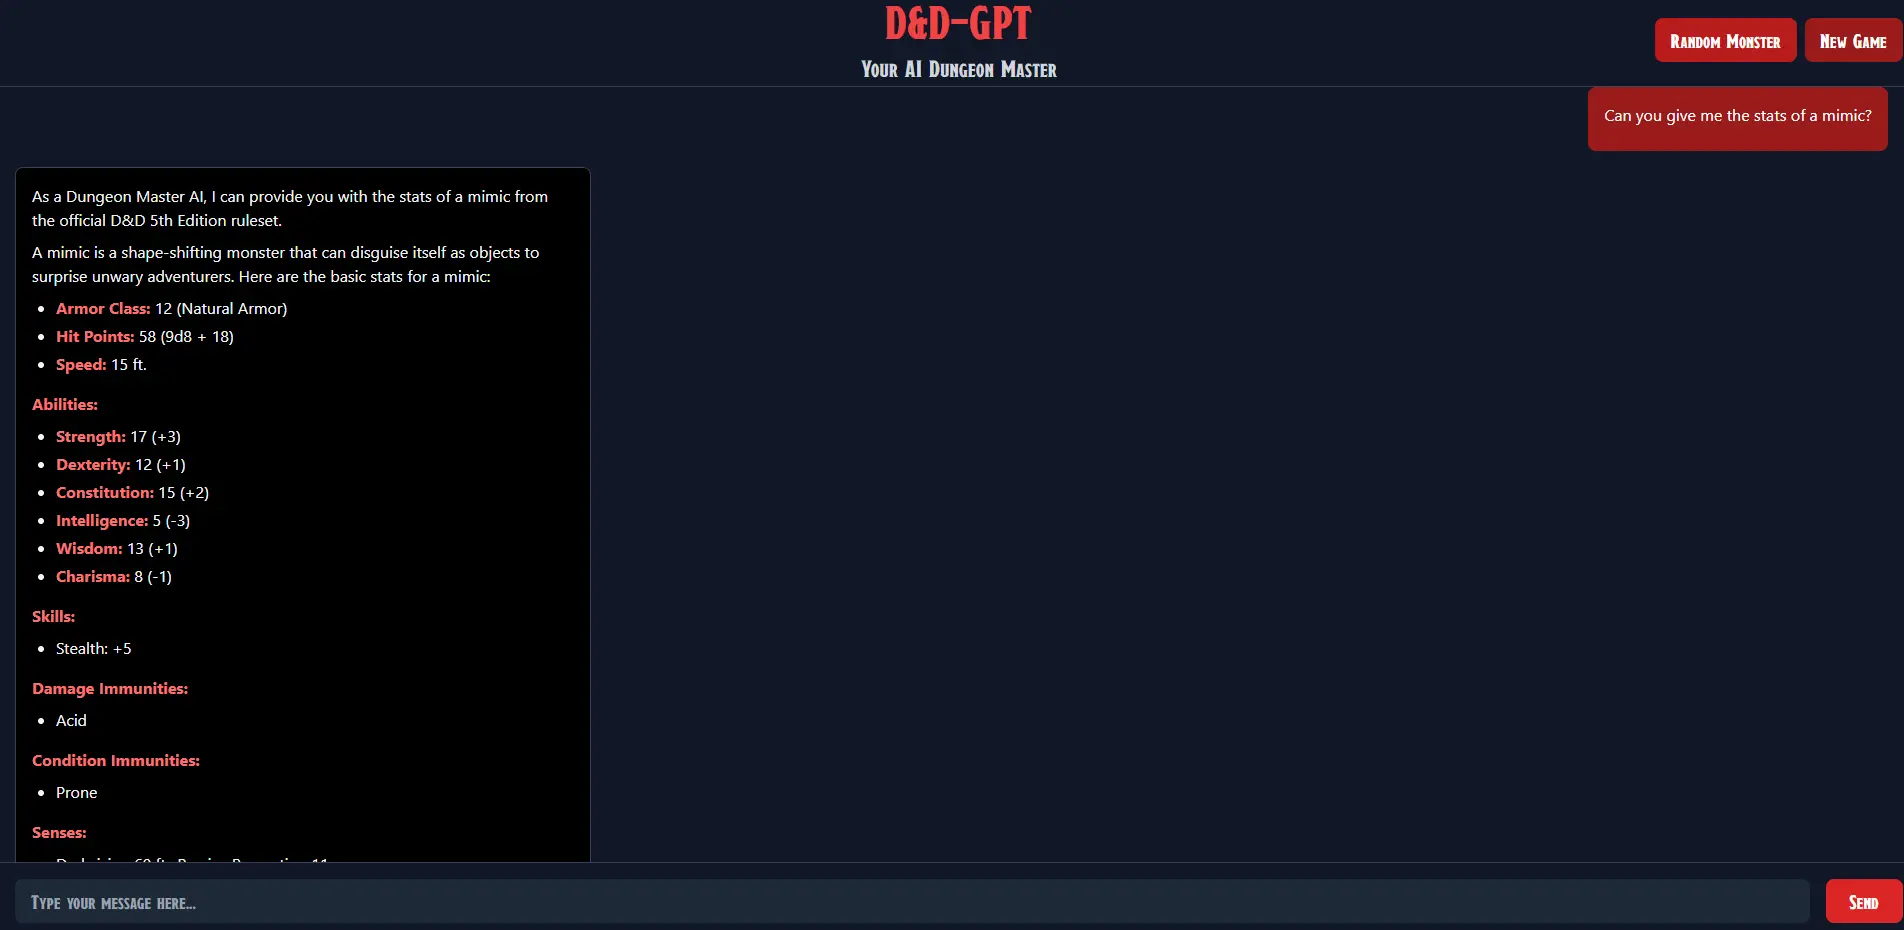 D&D-GPT
Your AI Dungeon Master
Random Monster
New Game
Can you give me the stats of a mimic?
As a Dungeon Master AI, I can provide you with the stats of a mimic from
the official D&D 5th Edition ruleset.
A mimic is a shape-shifting monster that can disguise itself as objects to
surprise unwary adventurers. Here are the basic stats for a mimic:
• Armor Class: 12 (Natural Armor)
• Hit Points: 58 (9d8 + 18)
• Speed: 15 ft.
Abilities:
• Strength: 17 (+3)
• Dexterity: 12 (+1)
• Constitution: 15 (+2)
• Intelligence: 5 (-3)
• Wisdom: 13 (+1)
• Charisma: 8 (-1)
Skills:
• Stealth: +5
Damage Immunities:
• Acid
Condition Immunities:
• Prone
Senses:
Type your message here...
Send